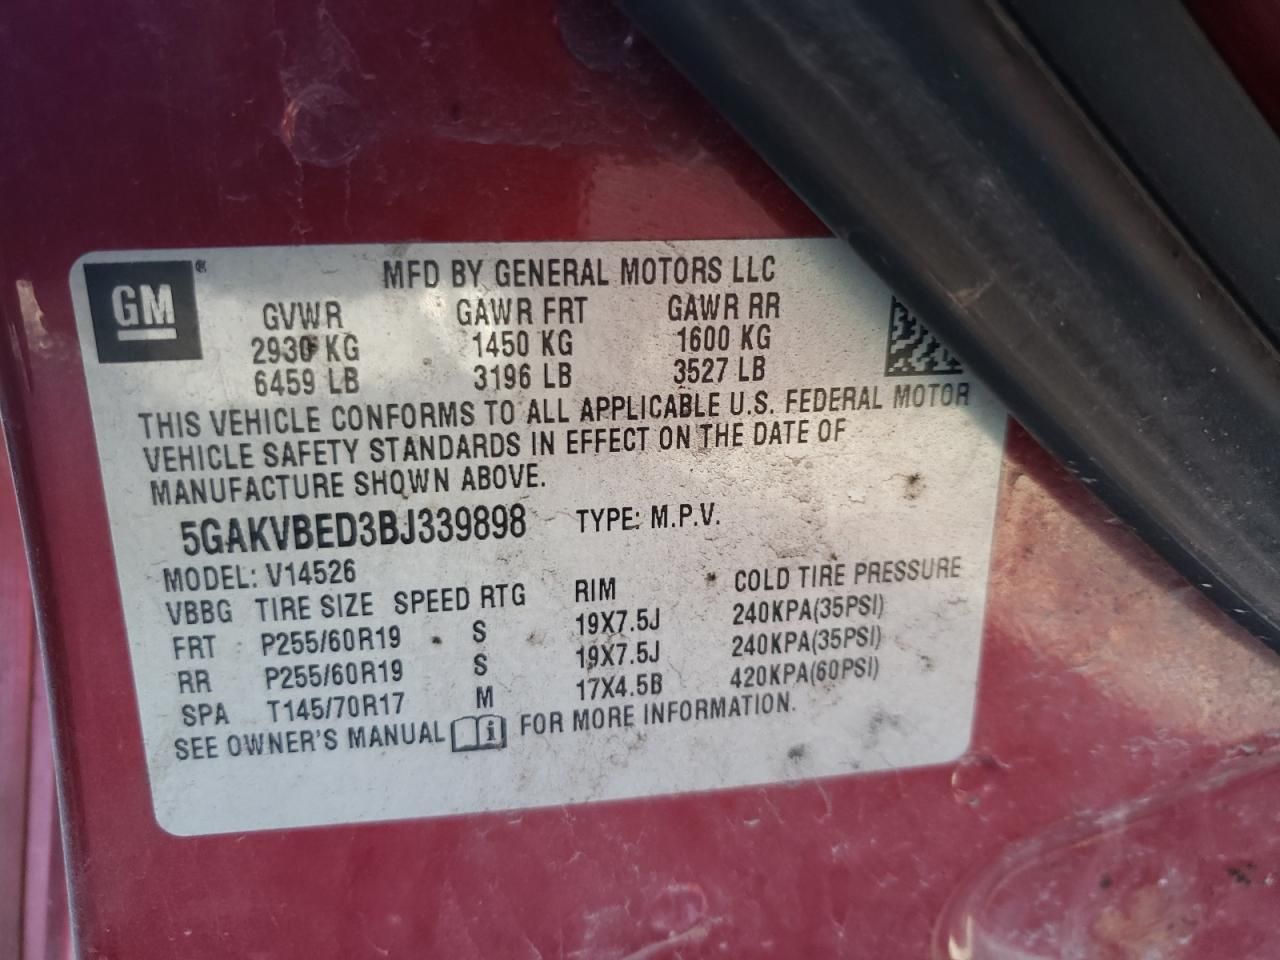 GM ®
MFD BY GENERAL MOTORS LLC
GVWR GAWR FRT GAWR RR
2930 KG 1450 KG 1600 KG
6459 LB 3196 LB 3527 LB
THIS VEHICLE CONFORMS TO ALL APPLICABLE U.S. FEDERAL MOTOR
VEHICLE SAFETY STANDARDS IN EFFECT ON THE DATE OF
MANUFACTURE SHOWN ABOVE.
5GAKVBED3BJ339898 TYPE: M.P.V.
MODEL: V14526
VBBG TIRE SIZE SPEED RTG RIM COLD TIRE PRESSURE
FRT P255/60R19 S 19X7.5J 240KPA(35PSI)
RR P255/60R19 S 19X7.5J 240KPA(35PSI)
SPA T145/70R17 M 17X4.5B 420KPA(60PSI)
SEE OWNER'S MANUAL i FOR MORE INFORMATION.